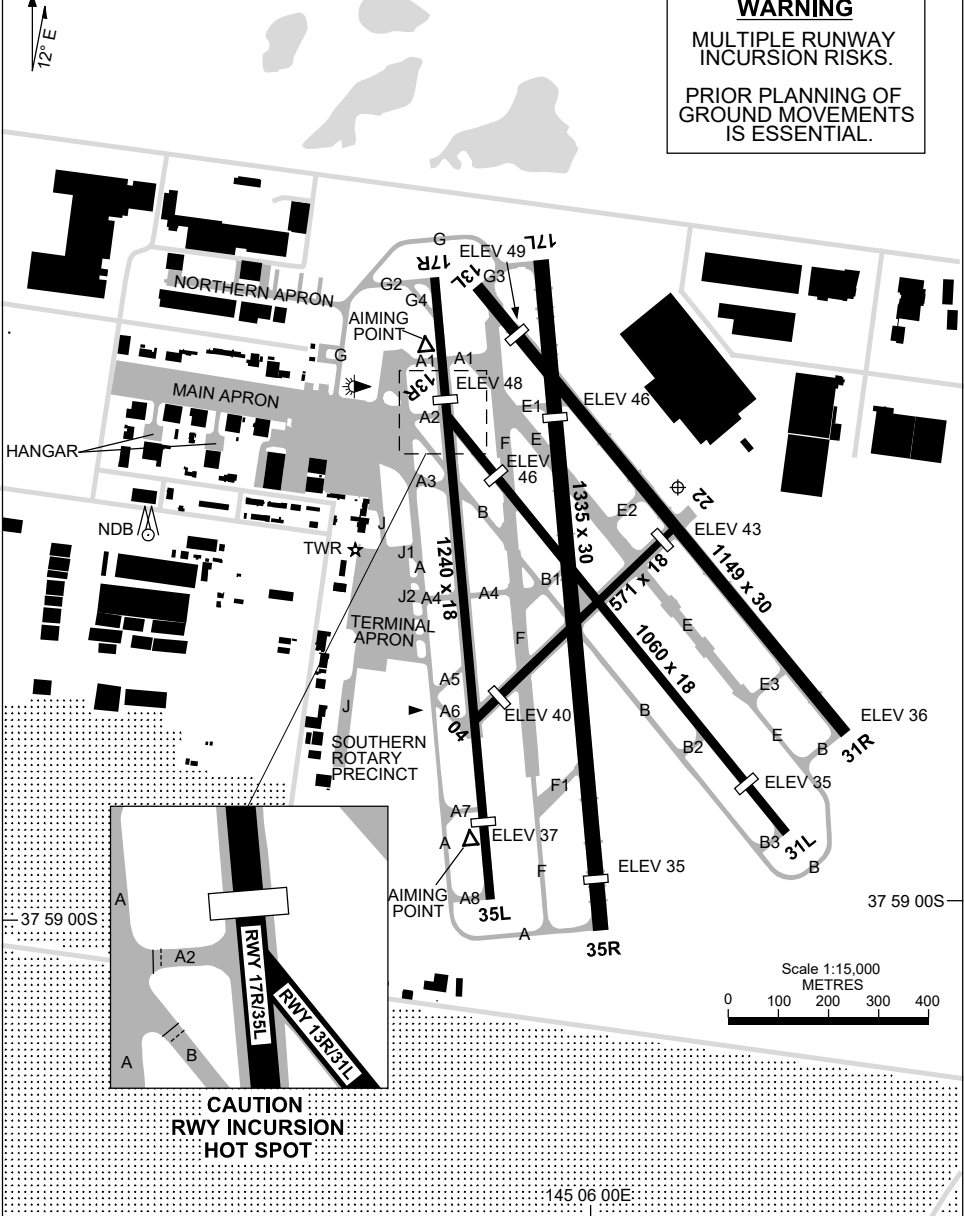 12° E
WARNING
MULTIPLE RUNWAY
INCURSION RISKS.
PRIOR PLANNING OF
GROUND MOVEMENTS
IS ESSENTIAL.
G
17R
ELEV 49
17L
G2
G3
13L
G4
NORTHERN APRON
AIMING
POINT
G
A1
A1
MAIN APRON
13R
ELEV 48
ELEV 46
A2
E1
HANGAR
F
E
ELEV
46
A3
22
B
E2
NDB
J
ELEV 43
TWR
J1
A
1240 x 18
1335 x 30
571 x 18
1149 x 30
B1
J2
A4
A4
TERMINAL
APRON
F
E
1060 x 18
A5
E3
J
A6
04
ELEV 40
B
ELEV 36
SOUTHERN
ROTARY
PRECINCT
B2
E
B
31R
F1
ELEV 35
A7
ELEV 37
A
B3
31L
B
AIMING
POINT
F
ELEV 35
A8
35L
A
35R
37 59 00S
37 59 00S
A
A2
RWY 17R/35L
RWY 13R/31L
A
B
CAUTION
RWY INCURSION
HOT SPOT
Scale 1:15,000
METRES
0 100 200 300 400
145 06 00E